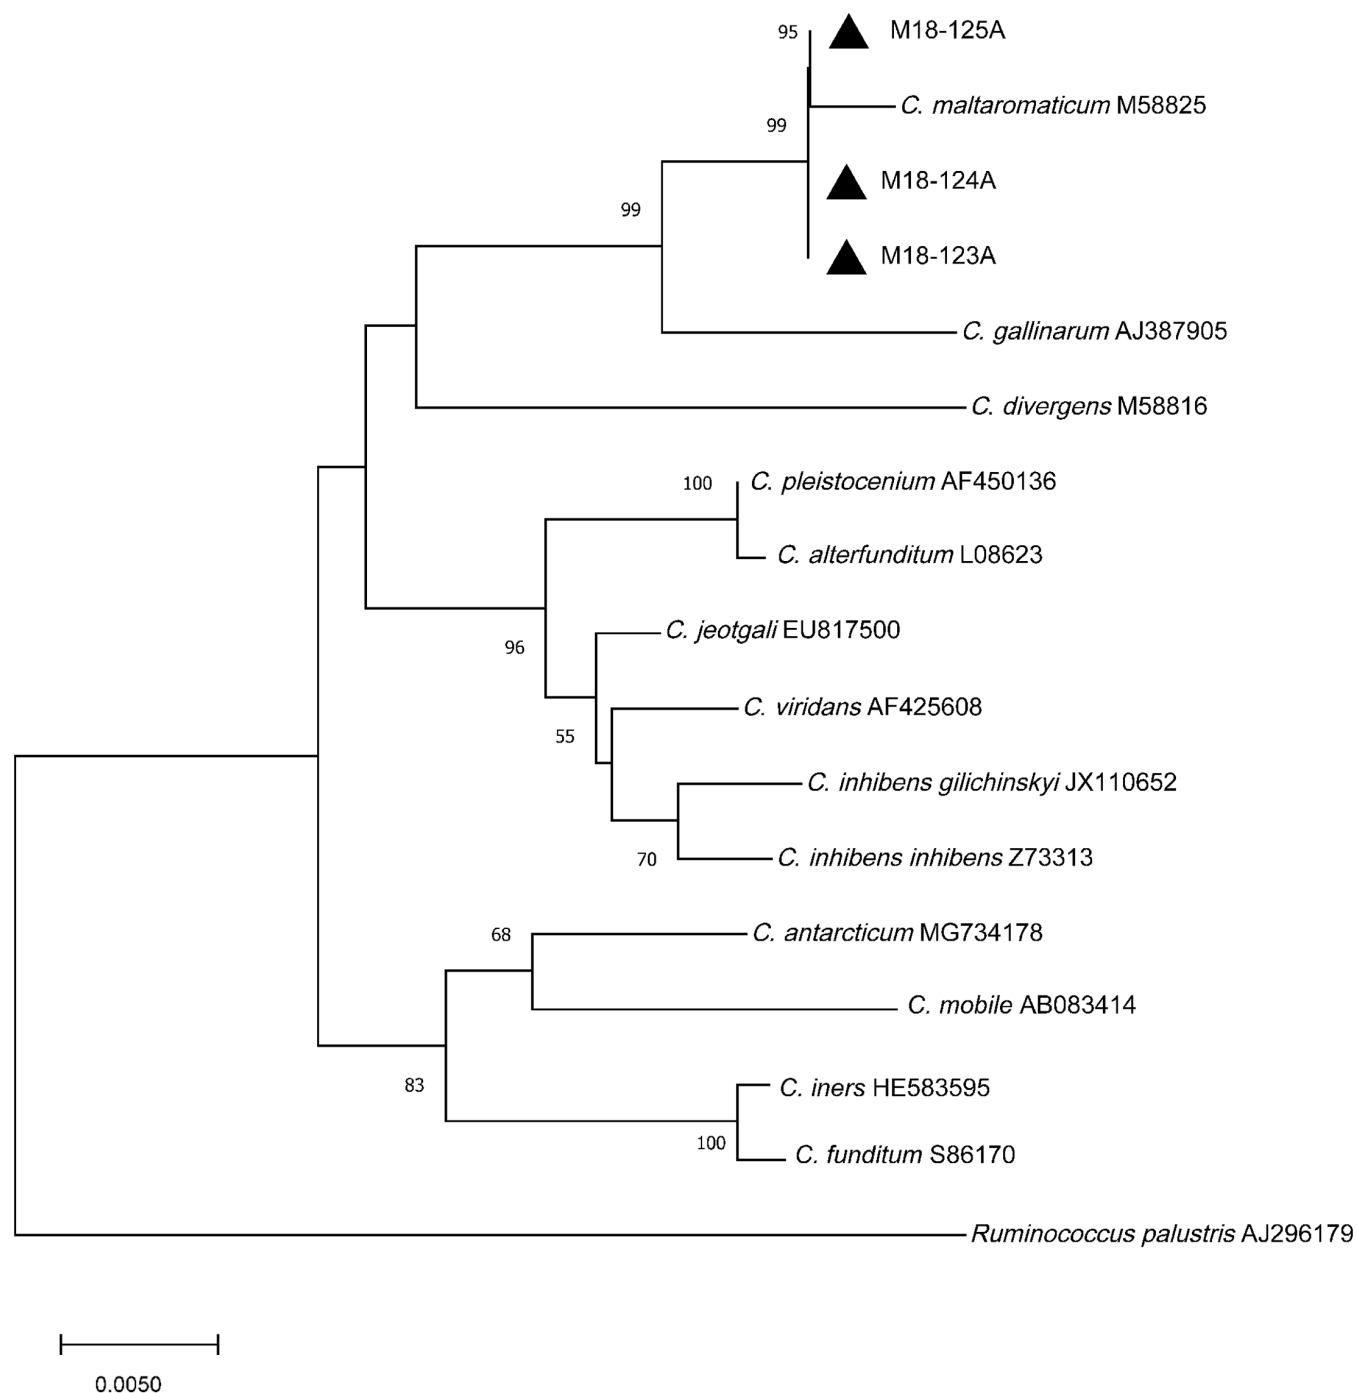 95
M18-125A
C. maltaromaticum M58825
99
M18-124A
99
M18-123A
C. gallinarum AJ387905
C. divergens M58816
100
C. pleistocenium AF450136
C. alterfunditum L08623
C. jeotgali EU817500
96
C. viridans AF425608
55
C. inhibens gilichinskyi JX110652
70
C. inhibens inhibens Z73313
68
C. antarcticum MG734178
C. mobile AB083414
83
C. iners HE583595
100
C. funditum S86170
Ruminococcus palustris AJ296179
0.0050